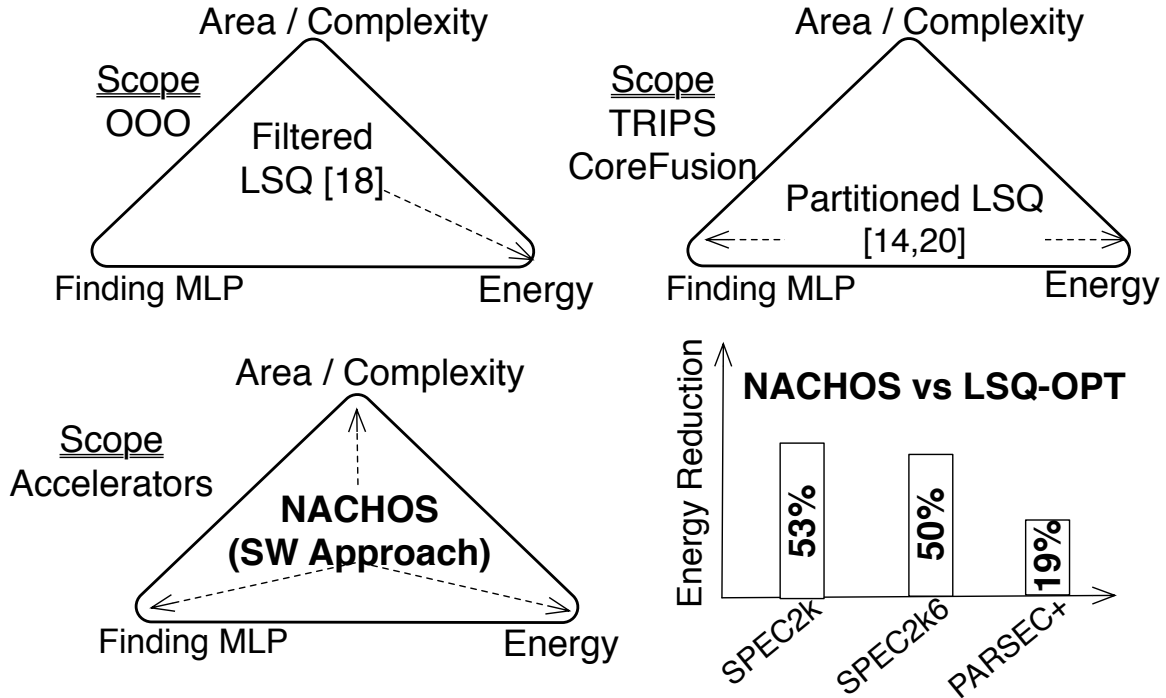 Area / Complexity
Scope
OOO
Filtered
LSQ [18]
Finding MLP
Energy
Area / Complexity
Scope
TRIPS
CoreFusion
Partitioned LSQ
[14,20]
Finding MLP
Energy
Area / Complexity
Scope
Accelerators
NACHOS
(SW Approach)
Finding MLP
Energy
NACHOS vs LSQ-OPT
Energy Reduction
53%
50%
19%
SPEC2k
SPEC2k6
PARSEC+